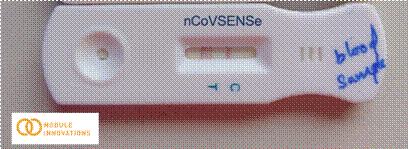 nCoVSENSe
blood
sample
C
T
MODULE
INNOVATIONS